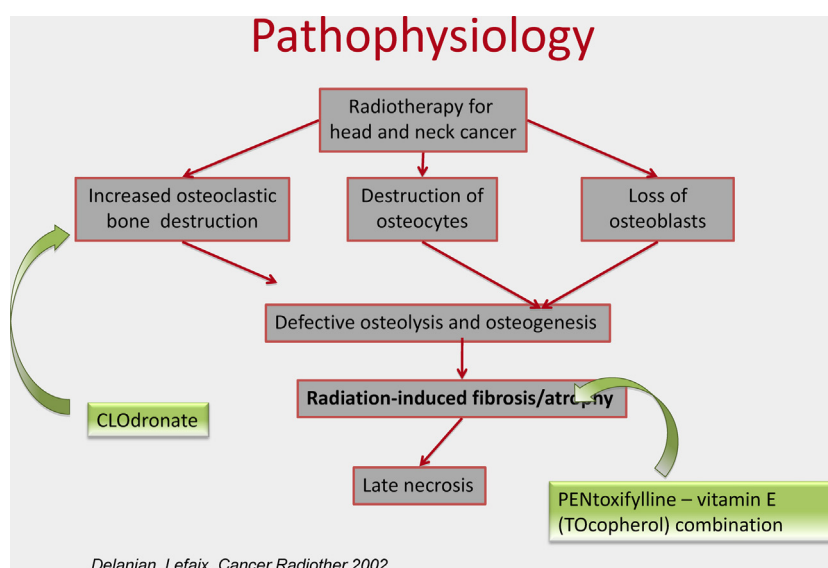 Pathophysiology
Radiotherapy for
head and neck cancer
Increased osteoclastic
bone destruction
Destruction of
osteocytes
Loss of
osteoblasts
Defective osteolysis and osteogenesis
Radiation-induced fibrosis/atrophy
CLOdronate
Late necrosis
PENtoxifylline – vitamin E
(TOcopherol) combination
Delanian, Lefaix, Cancer Radiother 2002